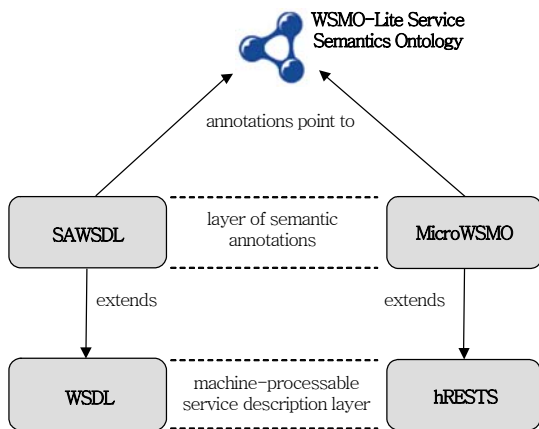 WSMO-Lite Service
Semantics Ontology
annotations point to
SAWSDL
layer of semantic
annotations
MicroWSMO
extends
extends
WSDL
machine-processable
service description layer
hRESTS